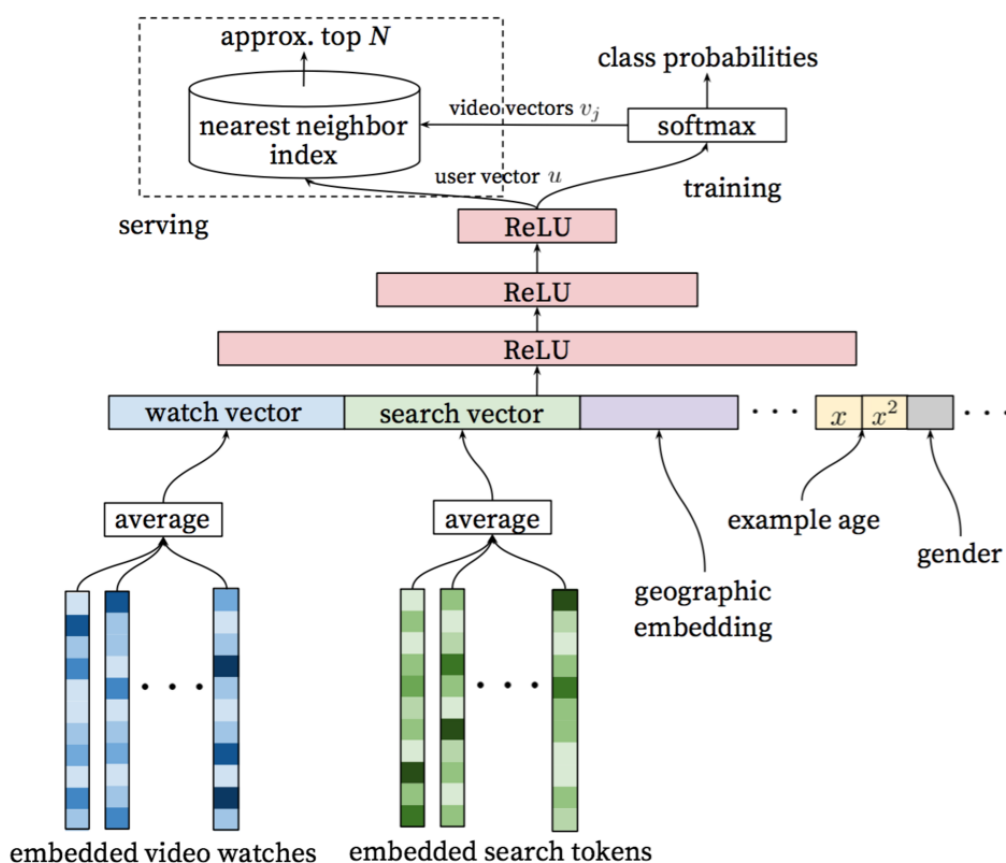 approx. top N
class probabilities
nearest neighbor
index
video vectors v_j
softmax
user vector u
training
serving
ReLU
ReLU
ReLU
watch vector
search vector
. . .
x
x²
. . .
average
average
example age
gender
geographic
embedding
. . .
. . .
embedded video watches
embedded search tokens